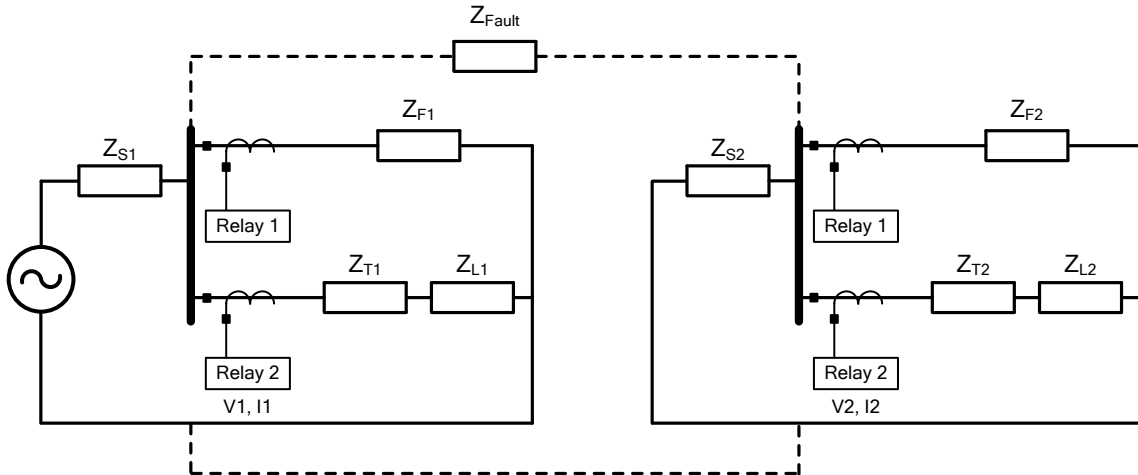 Z_Fault
Z_S1
Z_F1
Relay 1
Z_T1
Z_L1
Relay 2
V1, I1
Z_S2
Z_F2
Relay 1
Z_T2
Z_L2
Relay 2
V2, I2